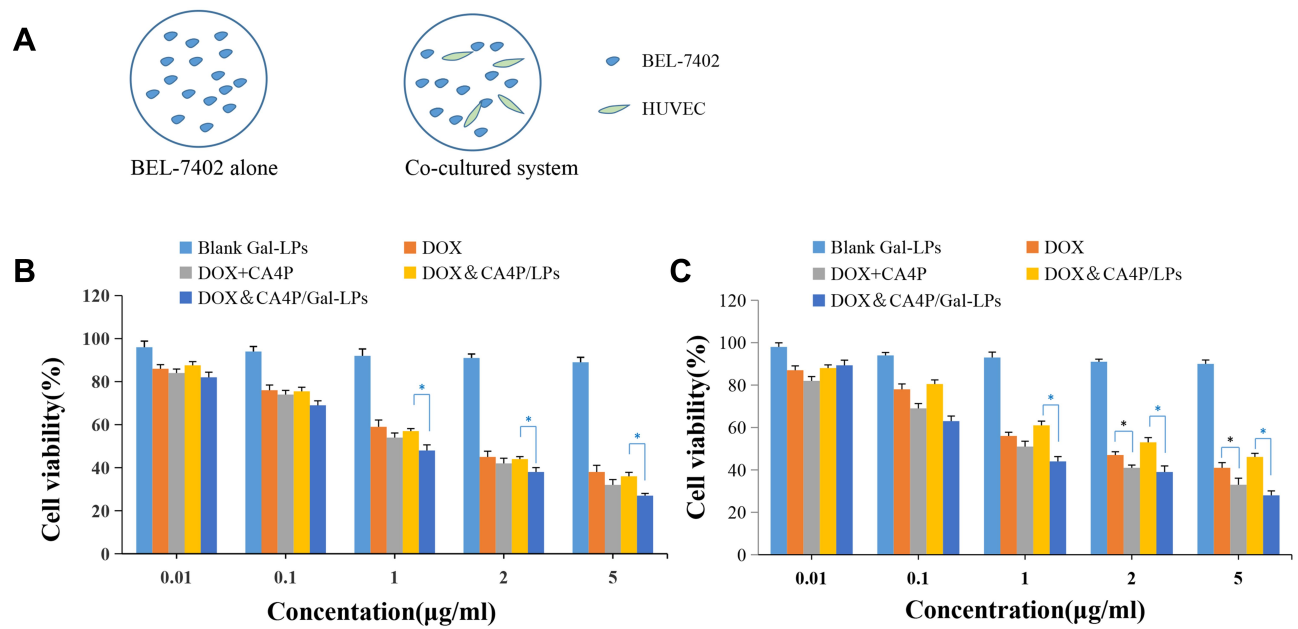 A
BEL-7402
HUVEC
BEL-7402 alone
Co-cultured system
B
Blank Gal-LPs
DOX
DOX+CA4P
DOX&CA4P/LPs
DOX&CA4P/Gal-LPs
Cell viability(%)
120
100
80
60
40
20
0
*
*
*
0.01
0.1
1
2
5
Concentation(μg/ml)
C
Blank Gal-LPs
DOX
DOX+CA4P
DOX&CA4P/LPs
DOX&CA4P/Gal-LPs
Cell viability(%)
120
100
80
60
40
20
0
*
*
*
*
*
0.01
0.1
1
2
5
Concentration(μg/ml)